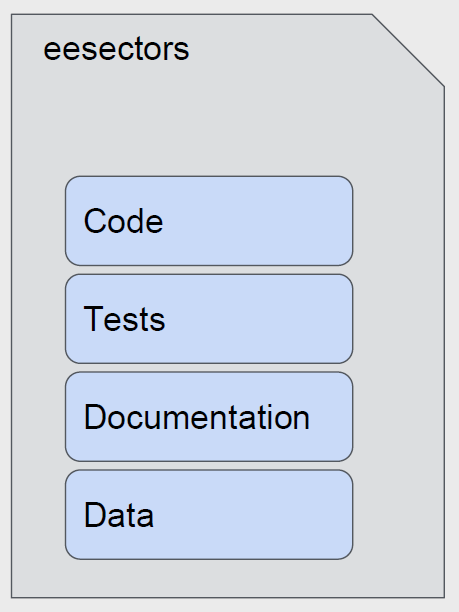 eesectors
Code
Tests
Documentation
Data